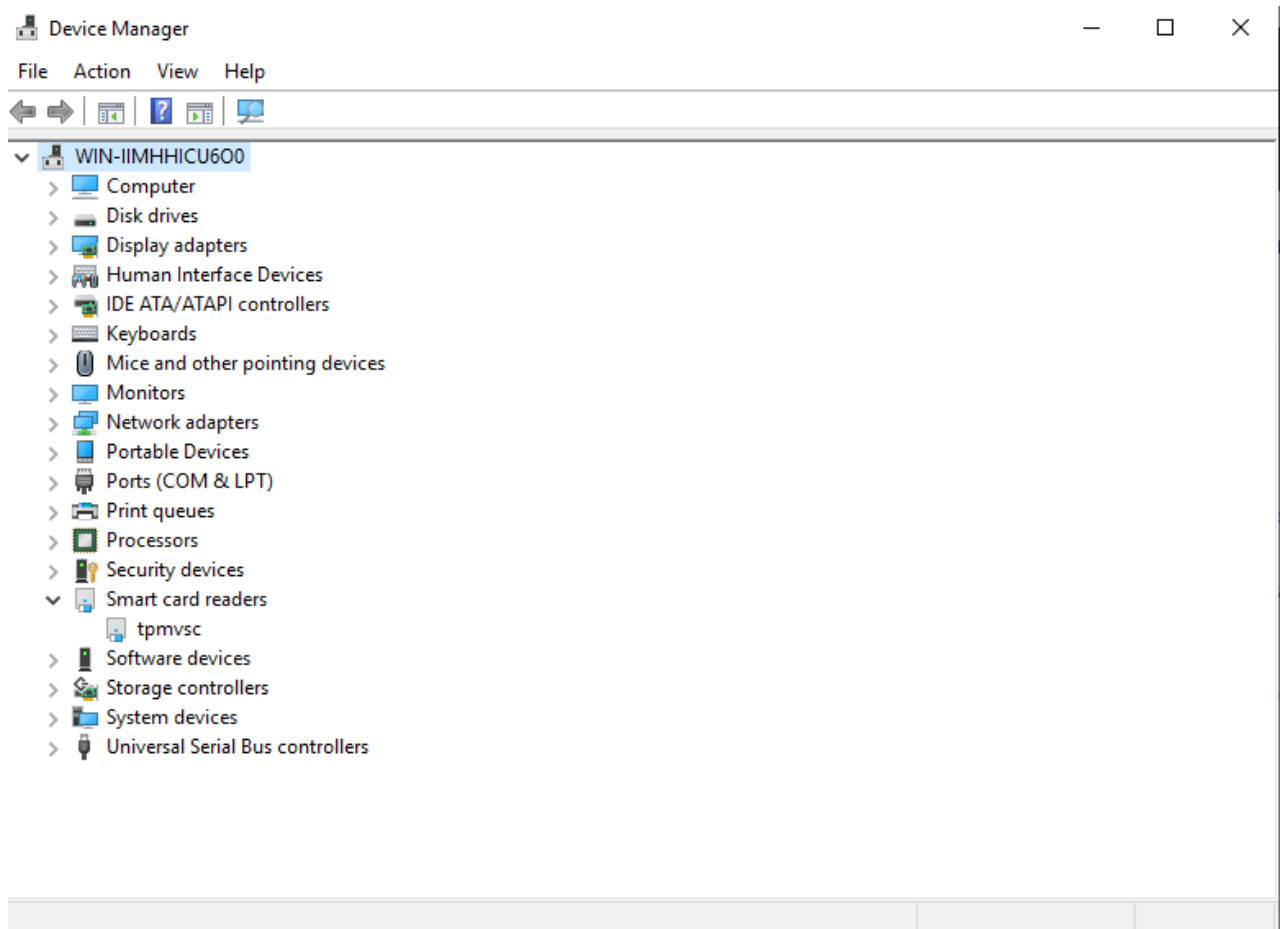 Device Manager
File Action View Help
WIN-IIMHHICU6O0
Computer
Disk drives
Display adapters
Human Interface Devices
IDE ATA/ATAPI controllers
Keyboards
Mice and other pointing devices
Monitors
Network adapters
Portable Devices
Ports (COM & LPT)
Print queues
Processors
Security devices
Smart card readers
tpmvsc
Software devices
Storage controllers
System devices
Universal Serial Bus controllers